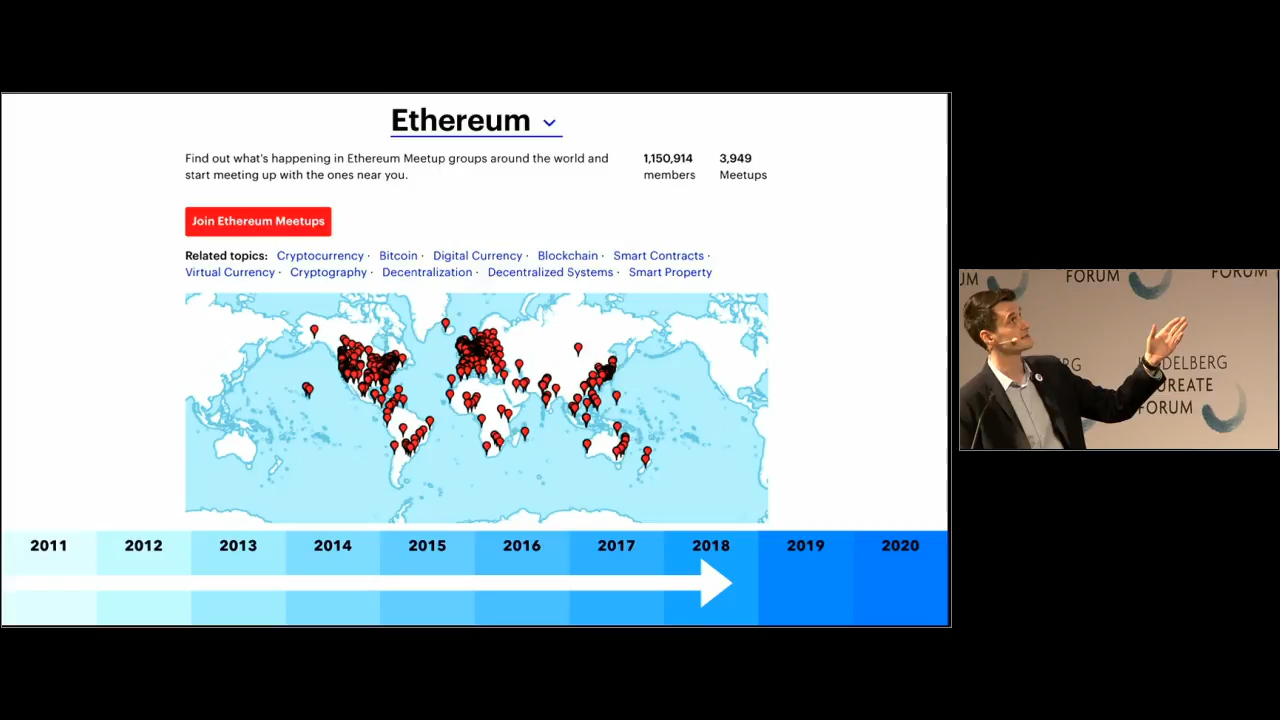 Ethereum
Find out what's happening in Ethereum Meetup groups around the world and
start meeting up with the ones near you.
1,150,914
members
3,949
Meetups
Join Ethereum Meetups
Related topics: Cryptocurrency · Bitcoin · Digital Currency · Blockchain · Smart Contracts ·
Virtual Currency · Cryptography · Decentralization · Decentralized Systems · Smart Property
2011 2012 2013 2014 2015 2016 2017 2018 2019 2020
UM
FORUM
FORUM
RG
DELBERG
UREATE
FORUM